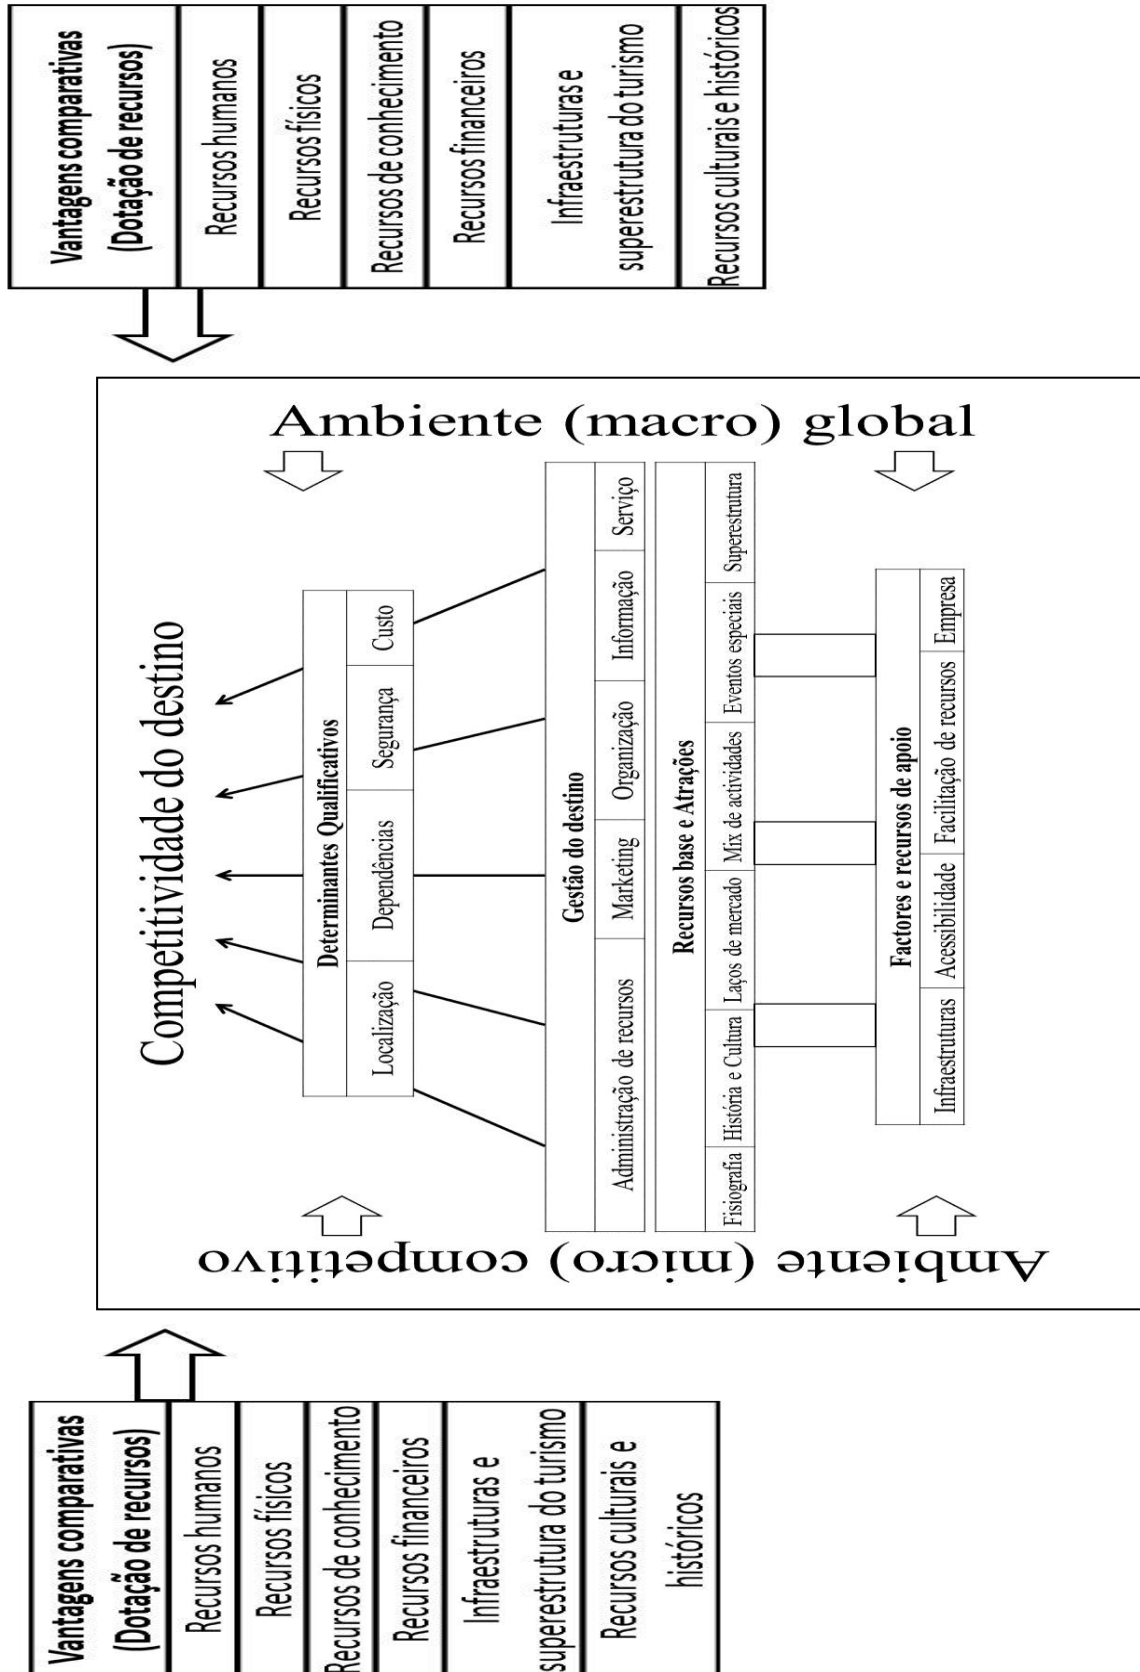 Vantagens comparativas
(Dotação de recursos)
Recursos humanos
Recursos físicos
Recursos de conhecimento
Recursos financeiros
Infraestruturas e
superestrutura do turismo
Recursos culturais e
históricos
Ambiente (micro) competitivo
Competitividade do destino
Determinantes Qualificativos
Localização
Dependências
Segurança
Custo
Gestão do destino
Administração de recursos
Marketing
Organização
Informação
Serviço
Recursos base e Atrações
Fisiografia
História e Cultura
Laços de mercado
Mix de actividades
Eventos especiais
Superestrutura
Factores e recursos de apoio
Infraestruturas
Acessibilidade
Facilitação de recursos
Empresa
Ambiente (macro) global
Vantagens comparativas
(Dotação de recursos)
Recursos humanos
Recursos físicos
Recursos de conhecimento
Recursos financeiros
Infraestruturas e
superestrutura do turismo
Recursos culturais e históricos